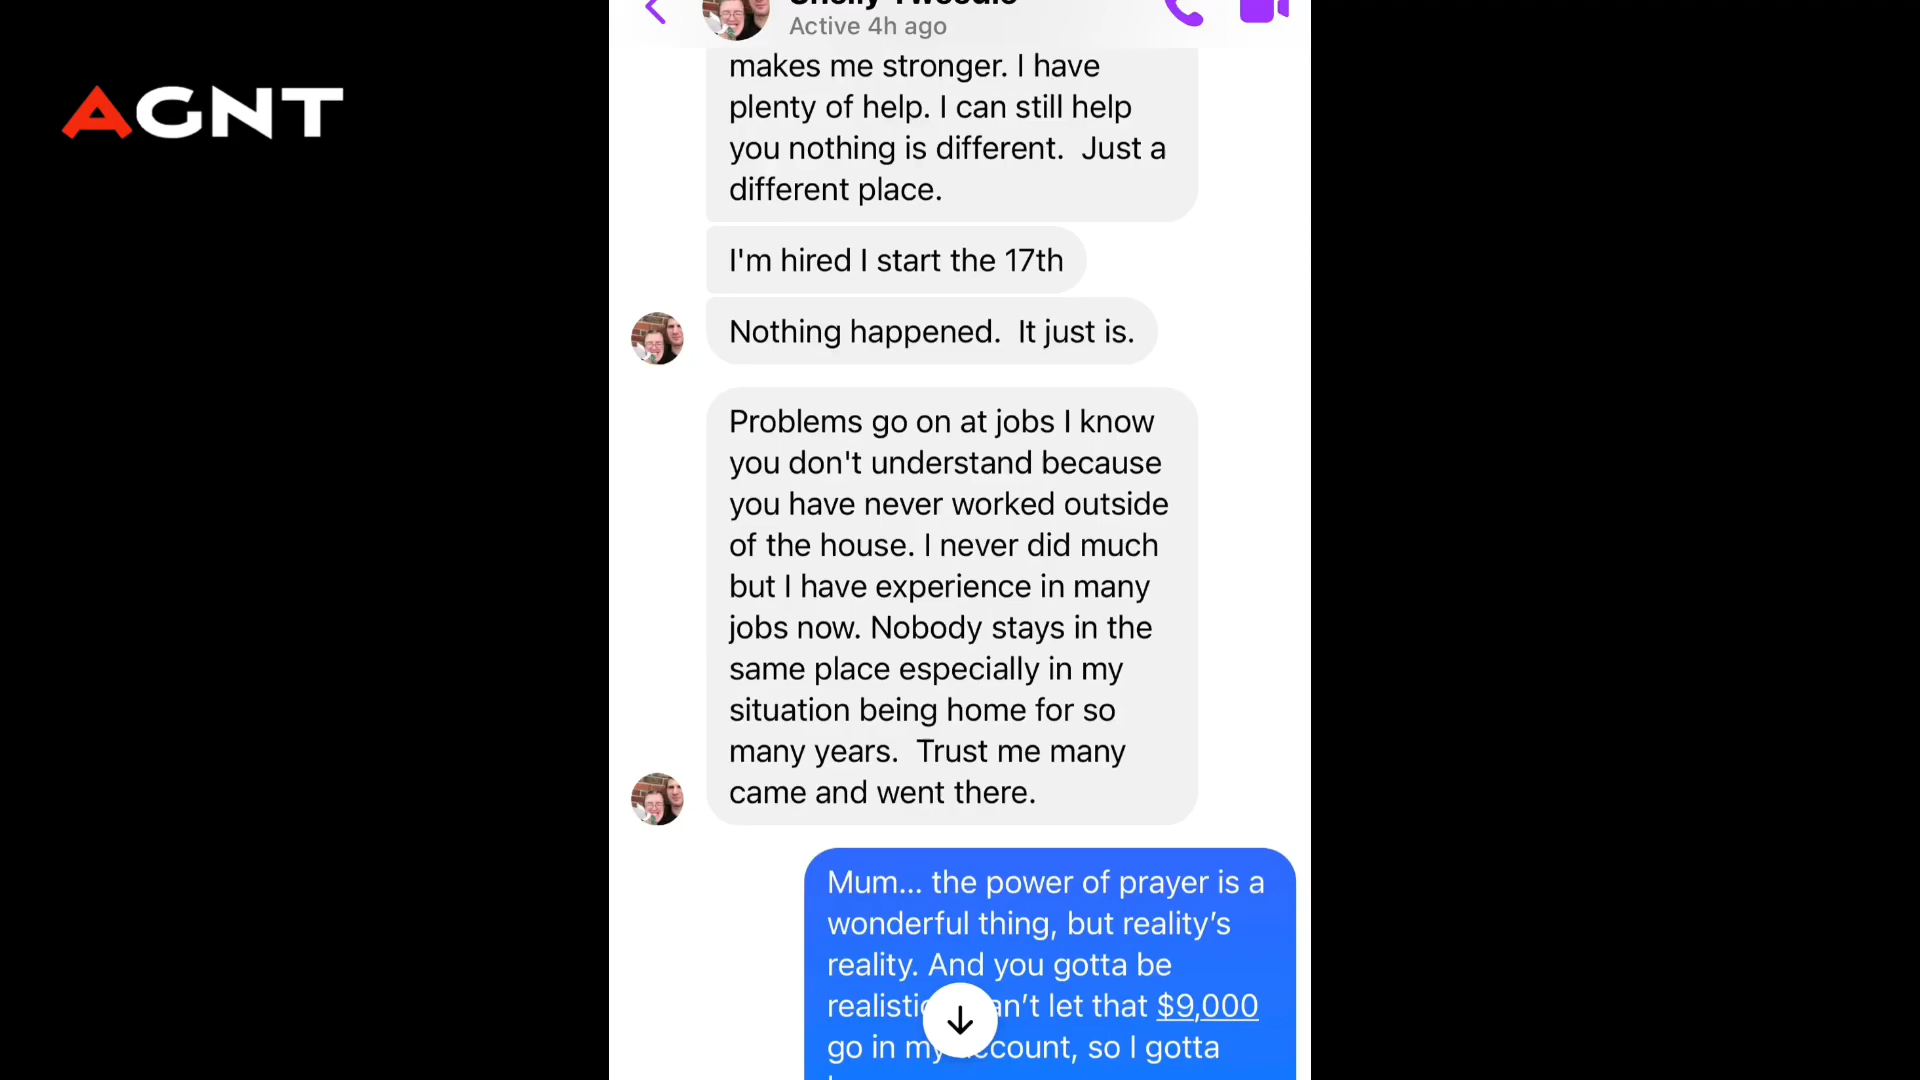 AGNT
Active 4h ago
makes me stronger. I have
plenty of help. I can still help
you nothing is different.  Just a
different place.
I'm hired I start the 17th
Nothing happened.  It just is.
Problems go on at jobs I know
you don't understand because
you have never worked outside
of the house. I never did much
but I have experience in many
jobs now. Nobody stays in the
same place especially in my
situation being home for so
many years.  Trust me many
came and went there.
Mum... the power of prayer is a
wonderful thing, but reality's
reality. And you gotta be
let that $9,000
go in my so I gotta